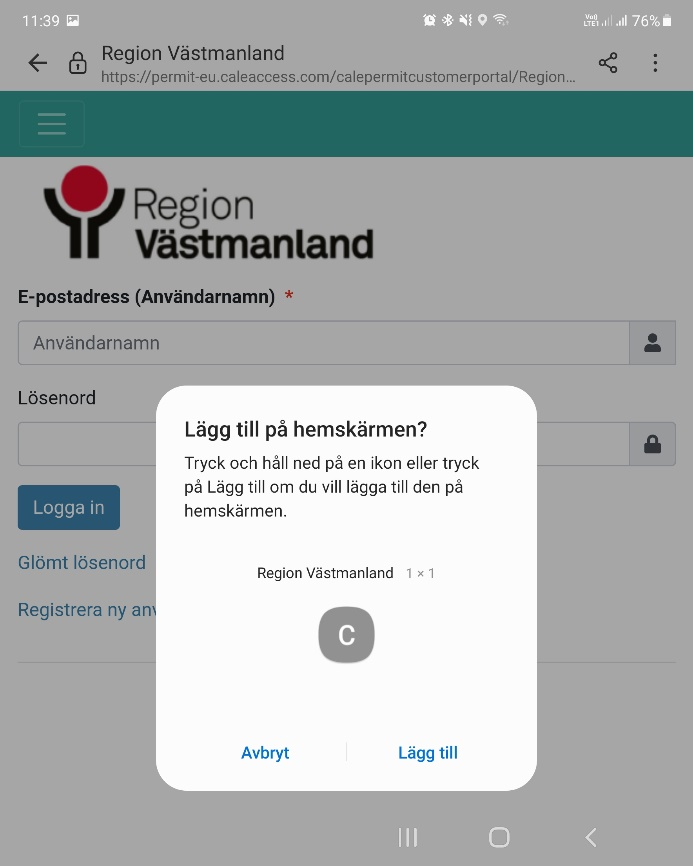 11:39
Vo))
LTE1
76%
Region Västmanland
https://permit-eu.caleaccess.com/calepermitcustomerportal/Region...
Region
Västmanland
E-postadress (Användarnamn) *
Användarnamn
Lösenord
Logga in
Glömt lösenord
Registrera ny anv
Lägg till på hemskärmen?
Tryck och håll ned på en ikon eller tryck
på Lägg till om du vill lägga till den på
hemskärmen.
Region Västmanland 1 × 1
C
Avbryt Lägg till